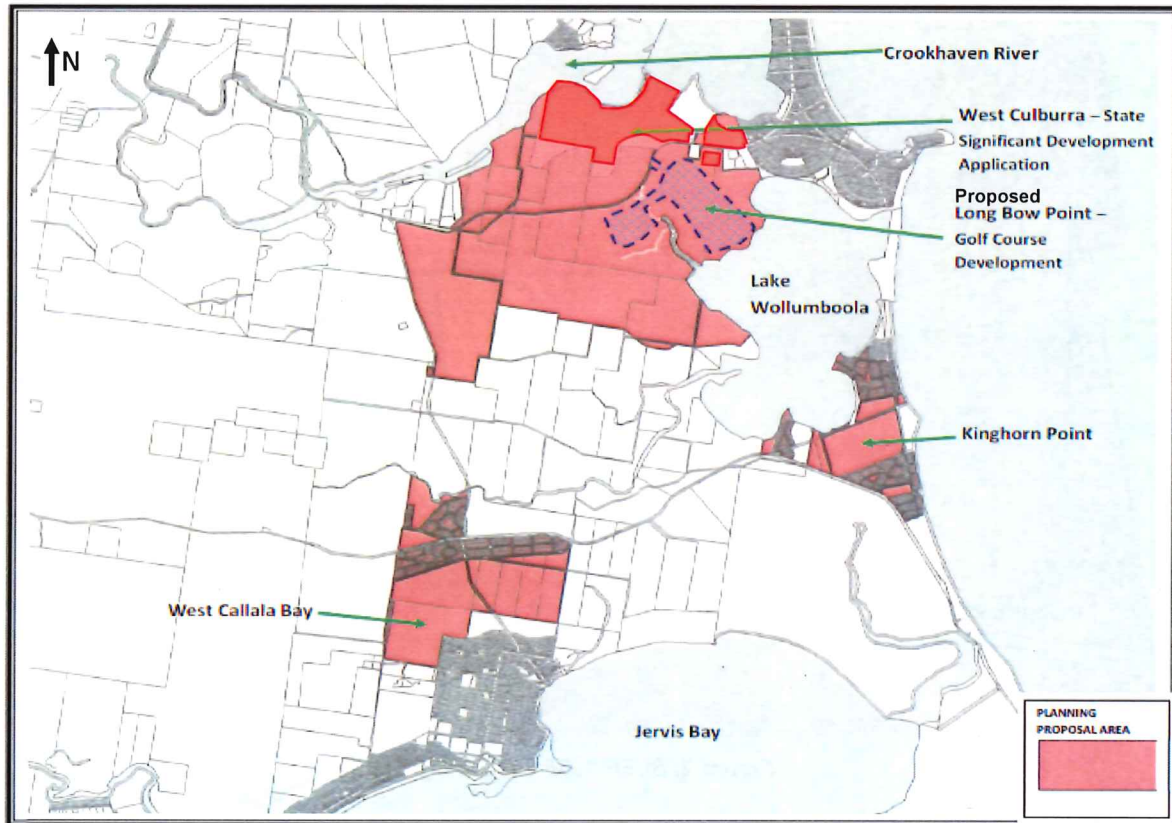 N
Crookhaven River
West Culburra – State
Significant Development
Application
Proposed
Long Bow Point –
Golf Course
Development
Lake
Wollumboola
Kinghorn Point
West Callala Bay
Jervis Bay
PLANNING
PROPOSAL AREA